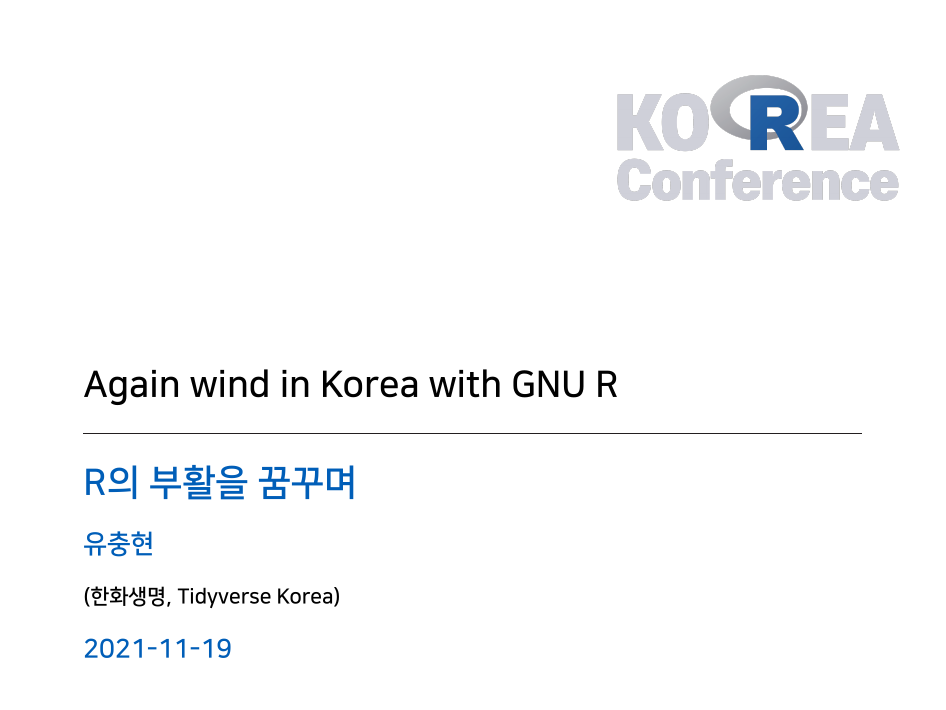 KOREA
Conference
Again wind in Korea with GNU R
R의 부활을 꿈꾸며
유충현
(한화생명, Tidyverse Korea)
2021-11-19